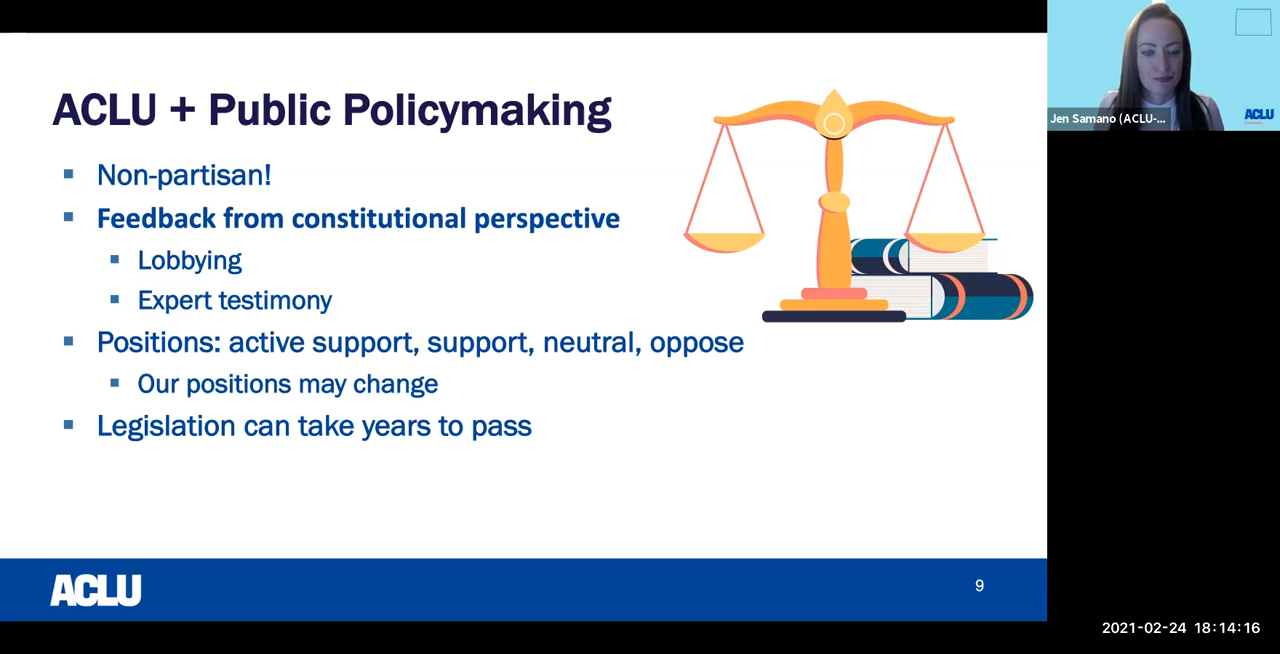 ACLU + Public Policymaking
Non-partisan!
Feedback from constitutional perspective
Lobbying
Expert testimony
Positions: active support, support, neutral, oppose
Our positions may change
Legislation can take years to pass
ACLU
9
Jen Samano (ACLU-...
ACLU
2021-02-24 18:14:16